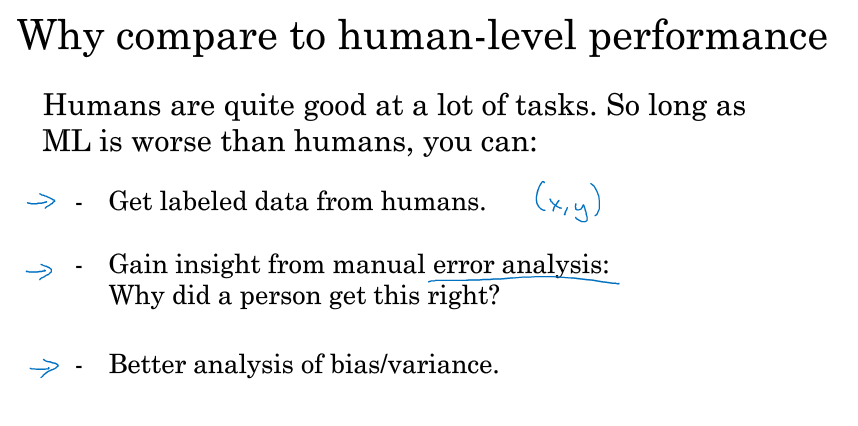 Why compare to human-level performance
Humans are quite good at a lot of tasks. So long as
ML is worse than humans, you can:
- Get labeled data from humans. (x,y)
- Gain insight from manual error analysis:
Why did a person get this right?
- Better analysis of bias/variance.